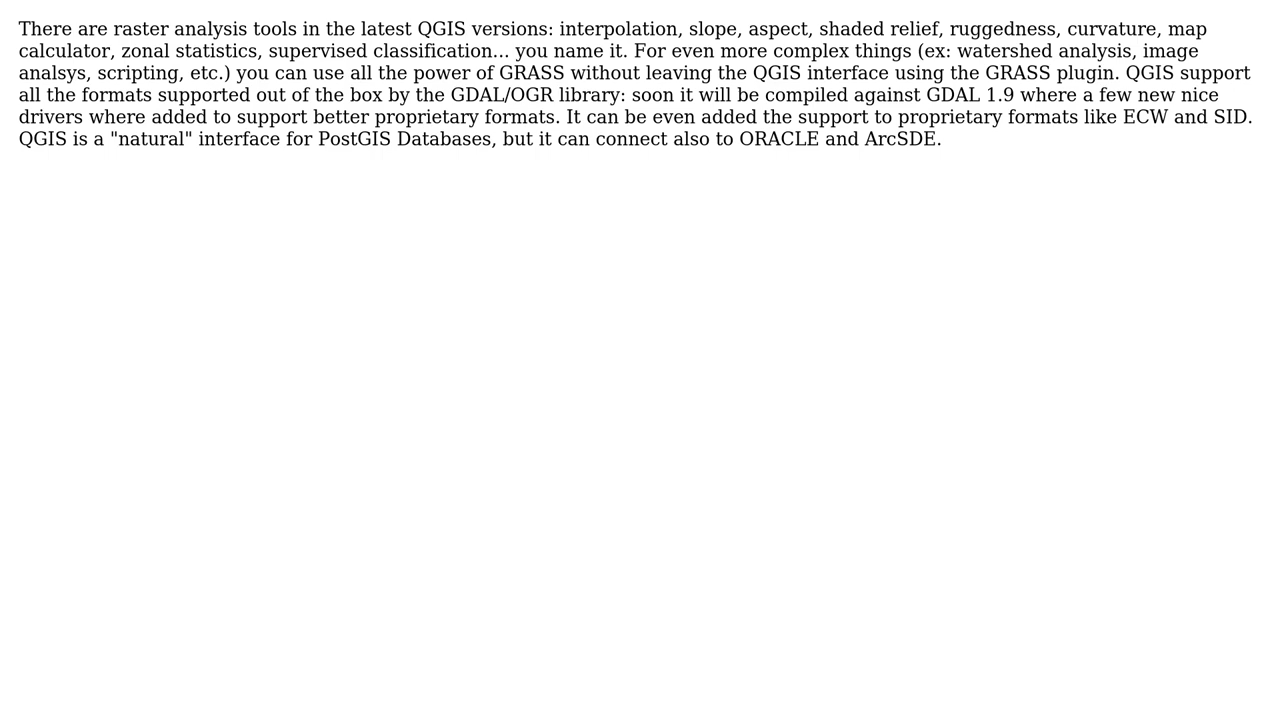 There are raster analysis tools in the latest QGIS versions: interpolation, slope, aspect, shaded relief, ruggedness, curvature, map
calculator, zonal statistics, supervised classification... you name it. For even more complex things (ex: watershed analysis, image
analsys, scripting, etc.) you can use all the power of GRASS without leaving the QGIS interface using the GRASS plugin. QGIS support
all the formats supported out of the box by the GDAL/OGR library: soon it will be compiled against GDAL 1.9 where a few new nice
drivers where added to support better proprietary formats. It can be even added the support to proprietary formats like ECW and SID.
QGIS is a "natural" interface for PostGIS Databases, but it can connect also to ORACLE and ArcSDE.